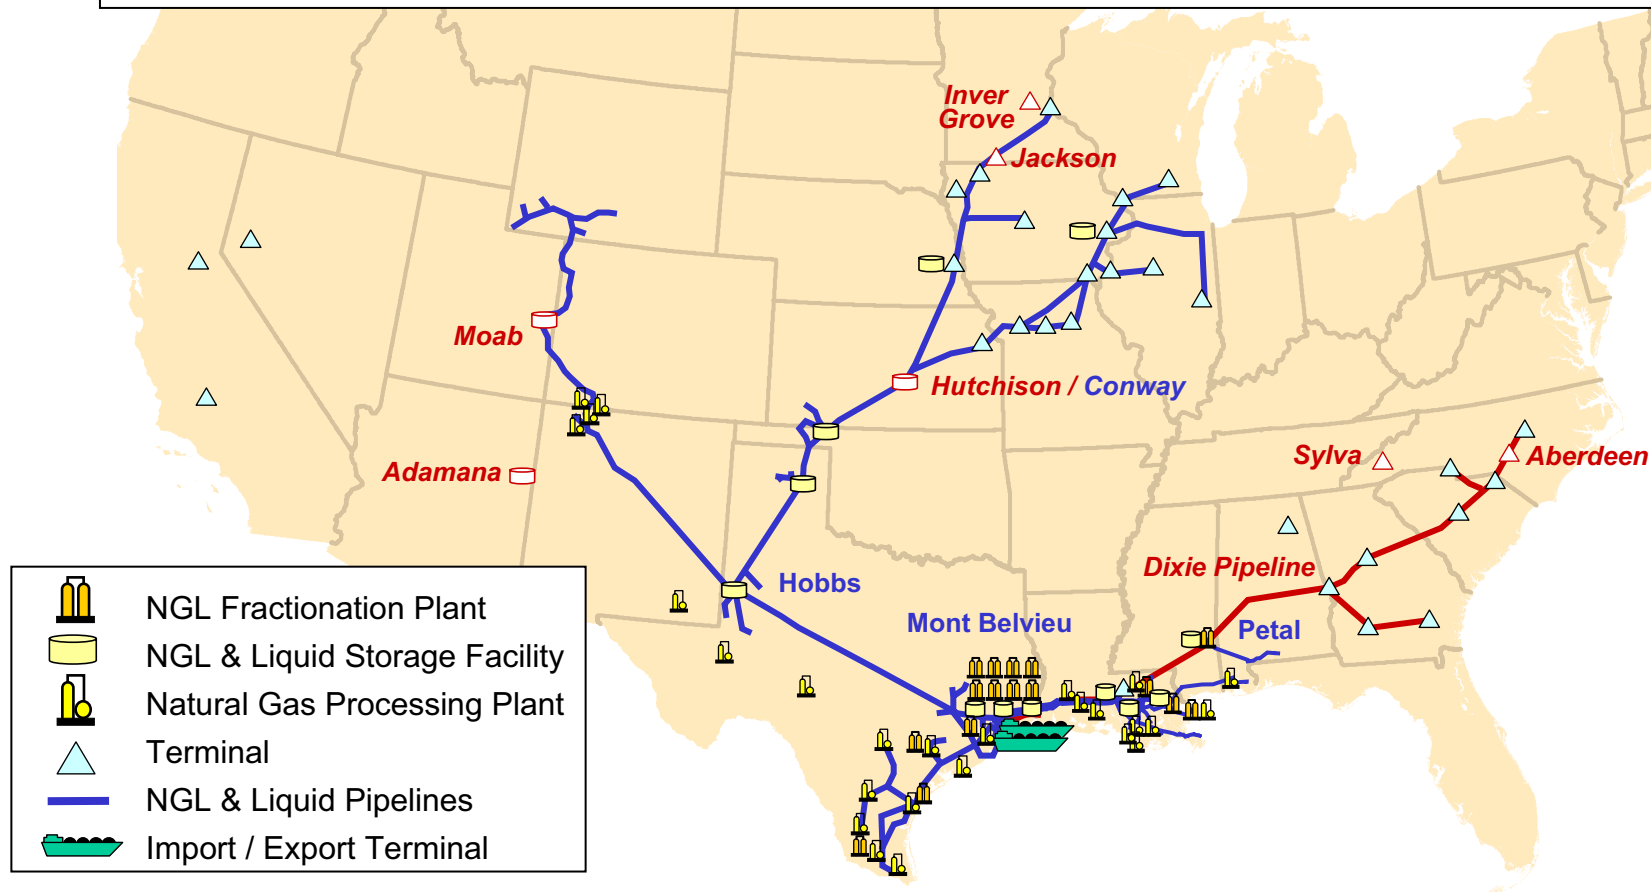 Inver
Grove
Jackson
Moab
Hutchison / Conway
Adamana
Sylva
Aberdeen
Dixie Pipeline
Hobbs
Mont Belvieu
Petal
NGL Fractionation Plant
NGL & Liquid Storage Facility
Natural Gas Processing Plant
Terminal
NGL & Liquid Pipelines
Import / Export Terminal